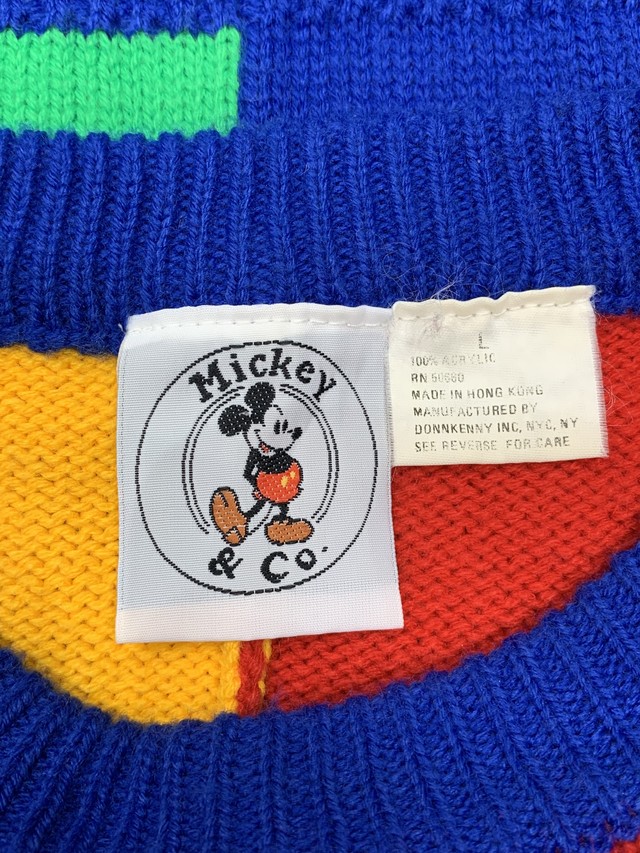 Mickey
& Co.
L
100% ACRYLIC
RN 50660
MADE IN HONG KONG
MANUFACTURED BY
DONNKENNY INC, NYC, NY
SEE REVERSE FOR CARE